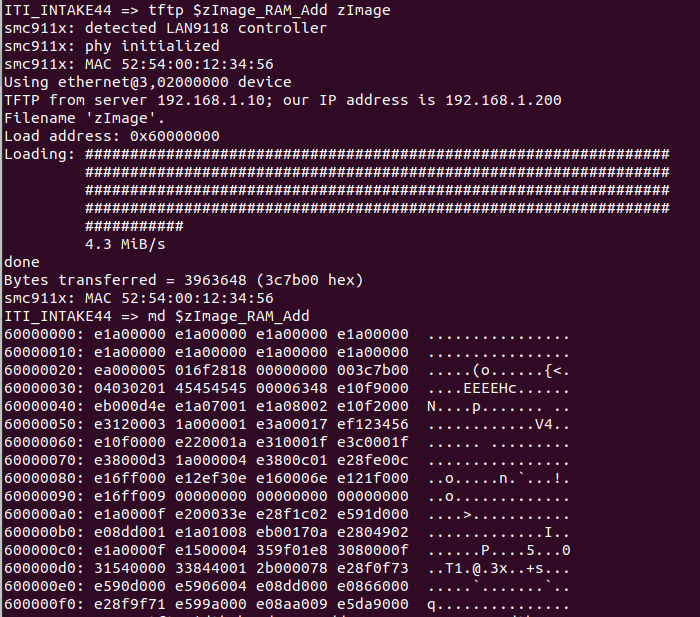 ITI_INTAKE44 => tftp $zImage_RAM_Add zImage
smc911x: detected LAN9118 controller
smc911x: phy initialized
smc911x: MAC 52:54:00:12:34:56
Using ethernet@3,02000000 device
TFTP from server 192.168.1.10; our IP address is 192.168.1.200
Filename 'zImage'.
Load address: 0x60000000
Loading: #################################################################
         #################################################################
         #################################################################
         #################################################################
         ###########
         4.3 MiB/s
done
Bytes transferred = 3963648 (3c7b00 hex)
smc911x: MAC 52:54:00:12:34:56
ITI_INTAKE44 => md $zImage_RAM_Add
60000000: e1a00000 e1a00000 e1a00000 e1a00000  ................
60000010: e1a00000 e1a00000 e1a00000 e1a00000  ................
60000020: ea000005 016f2818 00000000 003c7b00  .....(o......{<.
60000030: 04030201 45454545 00006348 e10f9000  ....EEEEHc......
60000040: eb000d4e e1a07001 e1a08002 e10f2000  N....p....... ..
60000050: e3120003 1a000001 e3a00017 ef123456  ............V4..
60000060: e10f0000 e220001a e310001f e3c0001f  ...... .........
60000070: e38000d3 1a000004 e3800c01 e28fe00c  ................
60000080: e16ff000 e12ef30e e160006e e121f000  ..o.....n.`...!.
60000090: e16ff009 00000000 00000000 00000000  ..o.............
600000a0: e1a0000f e200033e e28f1c02 e591d000  ....>...........
600000b0: e08dd001 e1a01008 eb00170a e2804902  .............I..
600000c0: e1a0000f e1500004 359f01e8 3080000f  ......P....5...0
600000d0: 31540000 33844001 2b000078 e28f0f73  ..T1.@.3x..+s...
600000e0: e590d000 e5906004 e08dd000 e0866000  .....`.......`..
600000f0: e28f9f71 e599a000 e08aa009 e5da9000  q...............